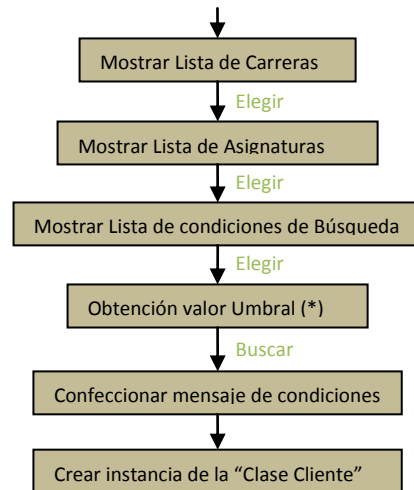 Mostrar Lista de Carreras
Elegir
Mostrar Lista de Asignaturas
Elegir
Mostrar Lista de condiciones de Búsqueda
Elegir
Obtención valor Umbral (*)
Buscar
Confeccionar mensaje de condiciones
Crear instancia de la “Clase Cliente”